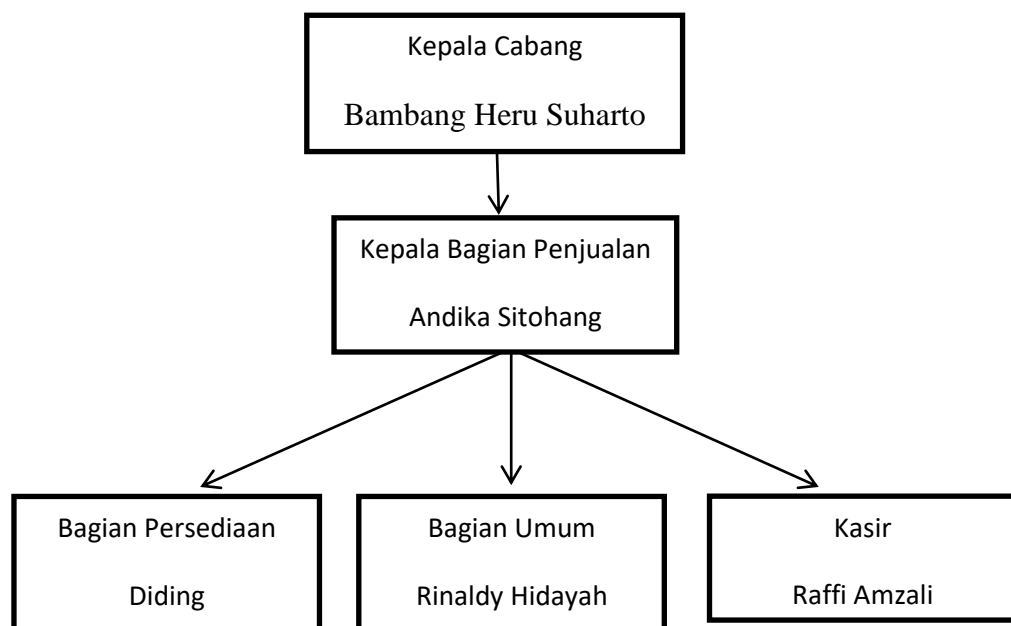 Kepala Cabang
Bambang Heru Suharto
Kepala Bagian Penjualan
Andika Sitohang
Bagian Persediaan
Diding
Bagian Umum
Rinaldy Hidayah
Kasir
Raffi Amzali